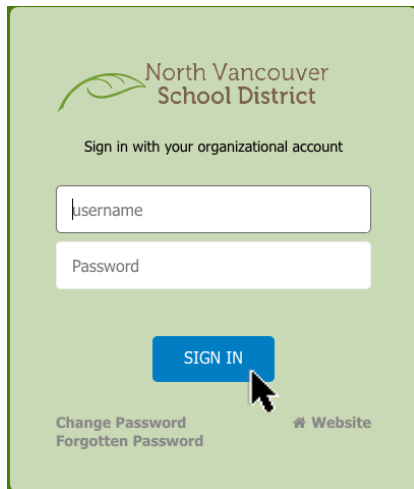 North Vancouver
School District
Sign in with your organizational account
username
Password
SIGN IN
Change Password
Website
Forgotten Password